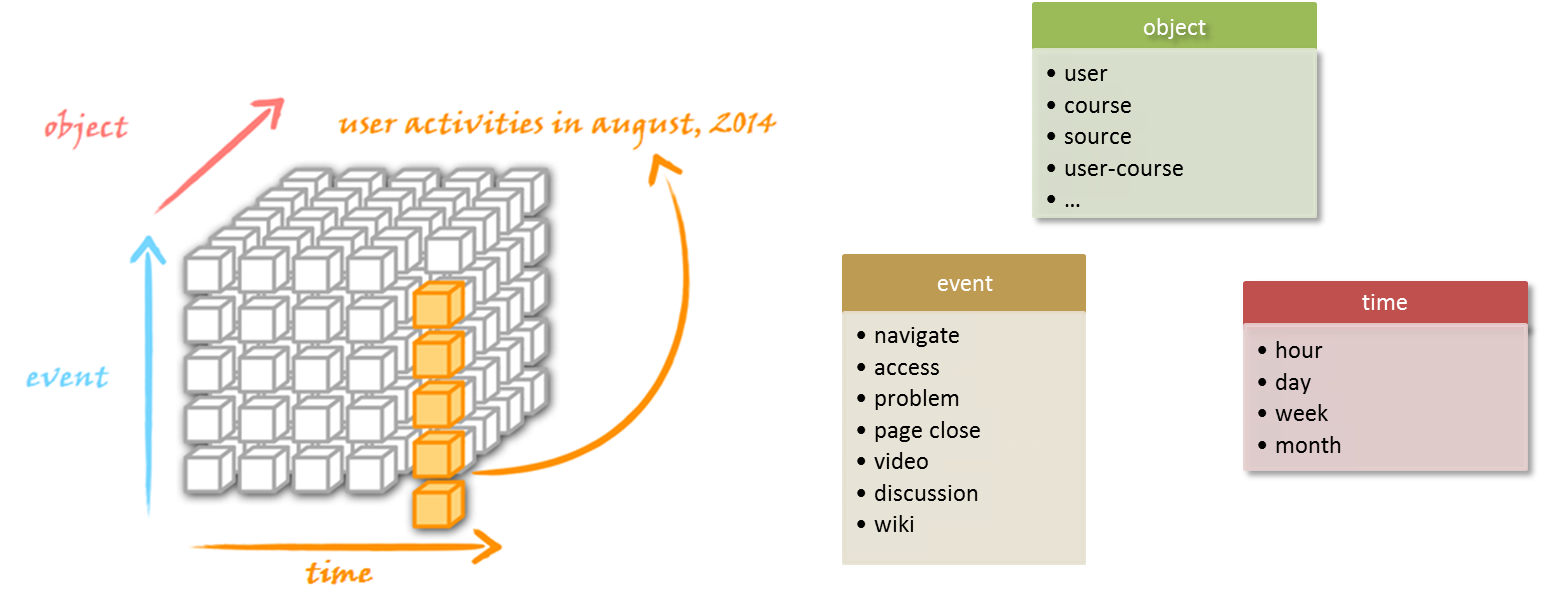 object
user activities in august, 2014
event
time
object
• user
• course
• source
• user-course
• ...
event
• navigate
• access
• problem
• page close
• video
• discussion
• wiki
time
• hour
• day
• week
• month